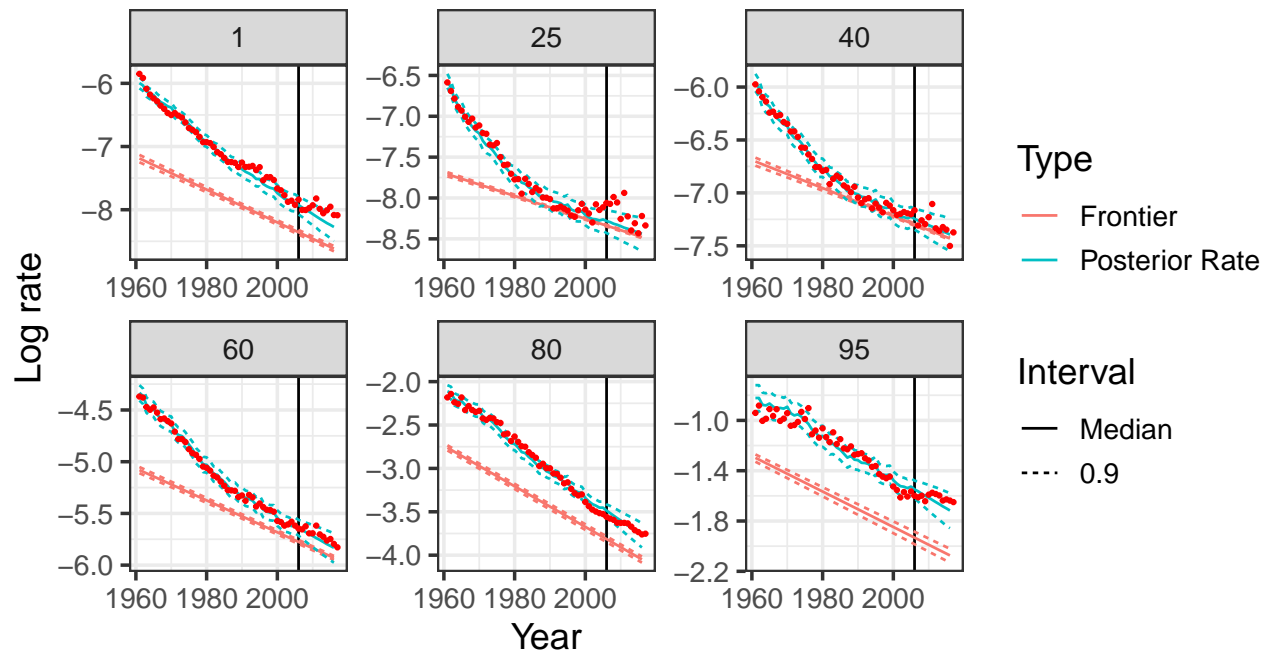 1
25
40
−6
−7
−8
−6.5
−7.0
−7.5
−8.0
−8.5
−6.0
−6.5
−7.0
−7.5
1960 1980 2000
1960 1980 2000
1960 1980 2000
60
80
95
−4.5
−5.0
−5.5
−6.0
−2.0
−2.5
−3.0
−3.5
−4.0
−1.0
−1.4
−1.8
−2.2
1960 1980 2000
1960 1980 2000
1960 1980 2000
Log rate
Year
Type
Frontier
Posterior Rate
Interval
Median
0.9